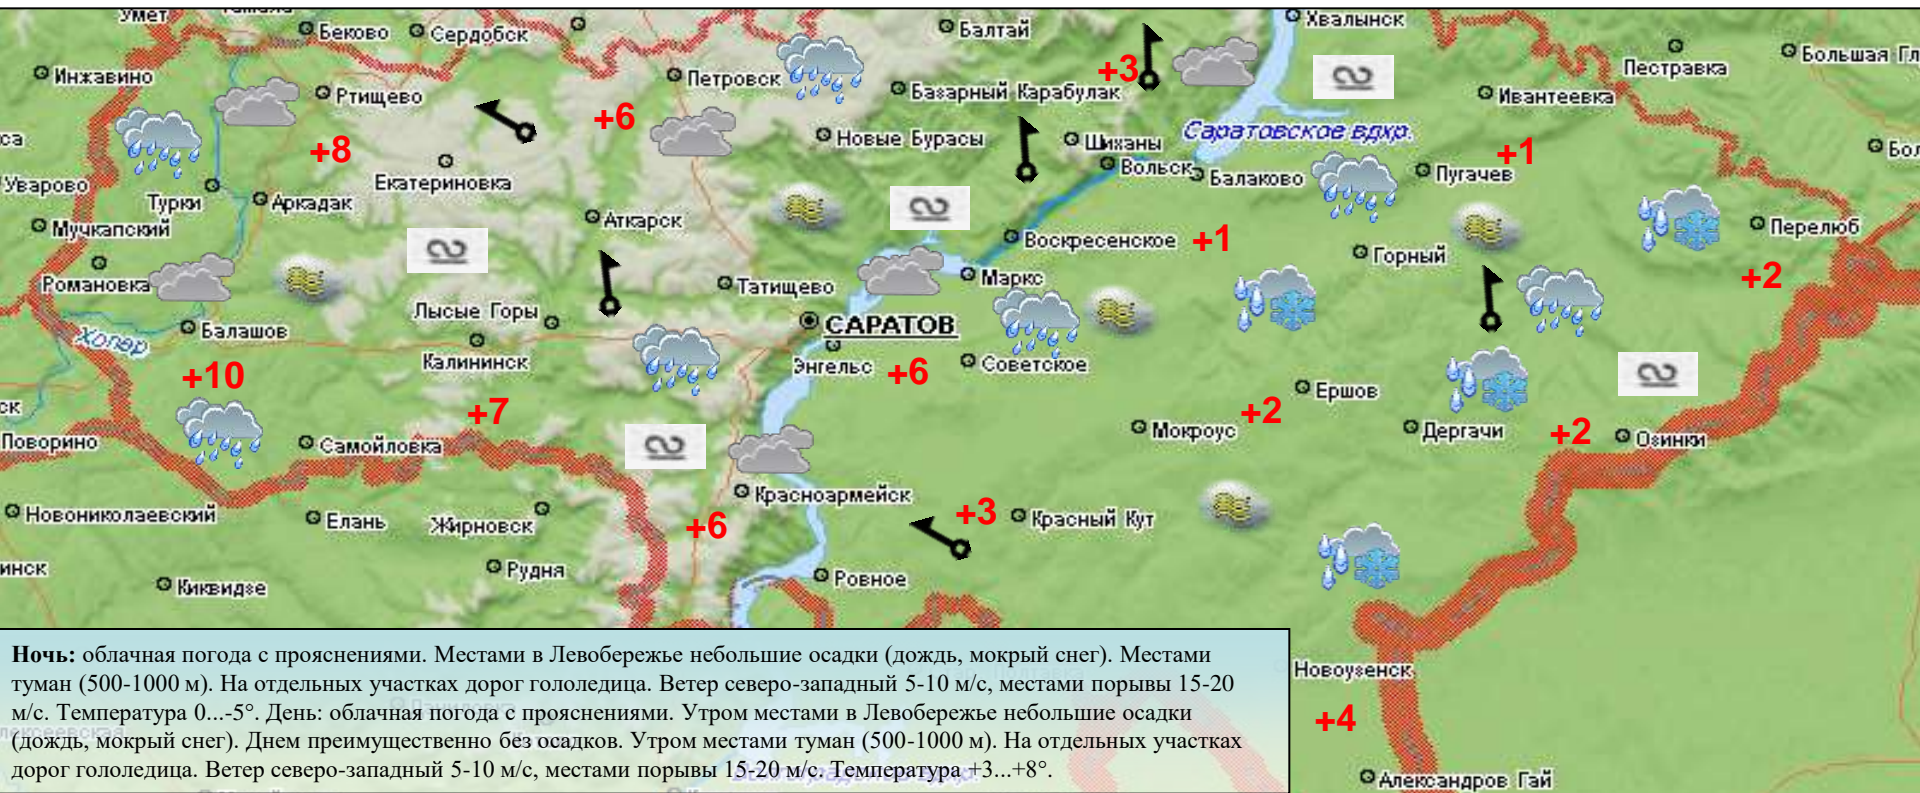 Умет
Беково
Сердобск
Балтай
Хвалынск
Большая Гл
Пестравка
Инжавино
Петровск
Ртищево
Базарный Карабулак
+3
Ивантеевка
+6
са
Новые Бурасы
Шиханы
Саратовское вдхр.
+8
Бол
Уварово
Екатериновка
Вольск
Балаково
Пугачев
+1
Турки
Аркадак
Мучкапский
Аткарск
Воскресенское
+1
Горный
Перелюб
Романовка
Татищево
Маркс
+2
Лысые Горы
Хопер
Балашов
САРАТОВ
Калининск
Энгельс
+6
Советское
+10
Ершов
ск
+7
+2
Поворино
Самойловка
Мокроус
Дергачи
+2
Озинки
Красноармейск
Новониколаевский
Елань
Жирновск
+6
+3
Красный Кут
инск
Киквидзе
Рудня
Ровное
Ночь: облачная погода с прояснениями. Местами в Левобережье небольшие осадки (дождь, мокрый снег). Местами
туман (500-1000 м). На отдельных участках дорог гололедица. Ветер северо-западный 5-10 м/с, местами порывы 15-20
м/с. Температура 0...-5°. День: облачная погода с прояснениями. Утром местами в Левобережье небольшие осадки
(дождь, мокрый снег). Днем преимущественно без осадков. Утром местами туман (500-1000 м). На отдельных участках
дорог гололедица. Ветер северо-западный 5-10 м/с, местами порывы 15-20 м/с. Температура +3...+8°.
Новоузенск
+4
Александров Гай